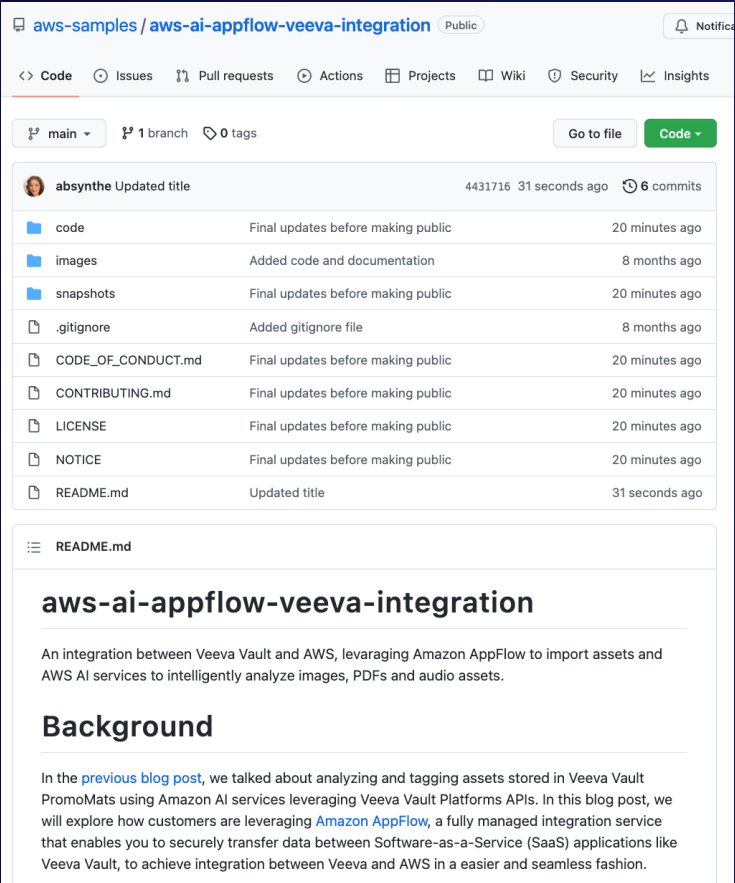 aws-samples / aws-ai-appflow-veeva-integration Public Notifica
Code Issues Pull requests Actions Projects Wiki Security Insights
main 1 branch 0 tags Go to file Code
absynthe Updated title 4431716 31 seconds ago 6 commits
code Final updates before making public 20 minutes ago
images Added code and documentation 8 months ago
snapshots Final updates before making public 20 minutes ago
.gitignore Added gitignore file 8 months ago
CODE_OF_CONDUCT.md Final updates before making public 20 minutes ago
CONTRIBUTING.md Final updates before making public 20 minutes ago
LICENSE Final updates before making public 20 minutes ago
NOTICE Final updates before making public 20 minutes ago
README.md Updated title 31 seconds ago
README.md
aws-ai-appflow-veeva-integration
An integration between Veeva Vault and AWS, levaraging Amazon AppFlow to import assets and
AWS AI services to intelligently analyze images, PDFs and audio assets.
Background
In the previous blog post, we talked about analyzing and tagging assets stored in Veeva Vault
PromoMats using Amazon AI services leveraging Veeva Vault Platforms APIs. In this blog post, we
will explore how customers are leveraging Amazon AppFlow, a fully managed integration service
that enables you to securely transfer data between Software-as-a-Service (SaaS) applications like
Veeva Vault, to achieve integration between Veeva and AWS in a easier and seamless fashion.